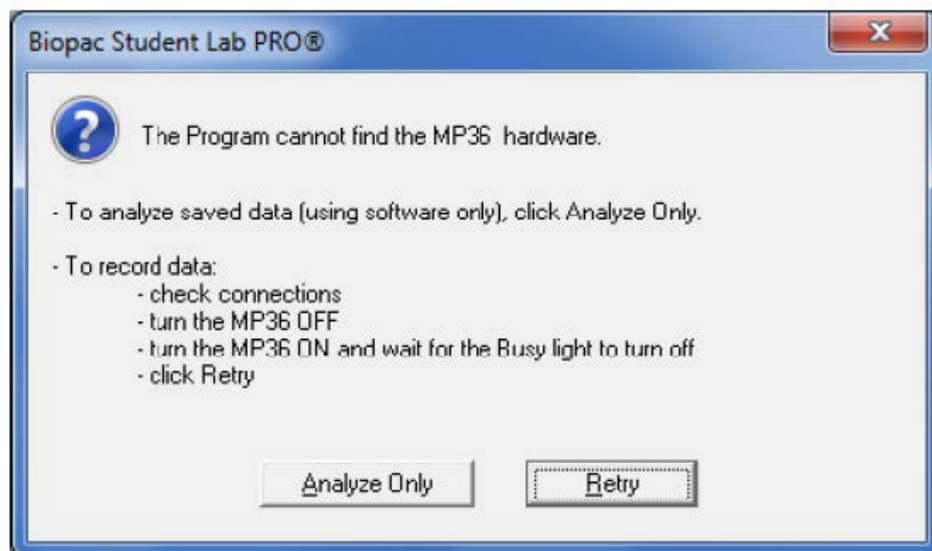 Biopac Student Lab PRO®
The Program cannot find the MP36 hardware.
- To analyze saved data (using software only), click Analyze Only.
- To record data:
- check connections
- turn the MP36 OFF
- turn the MP36 ON and wait for the Busy light to turn off
- click Retry
Analyze Only
Retry